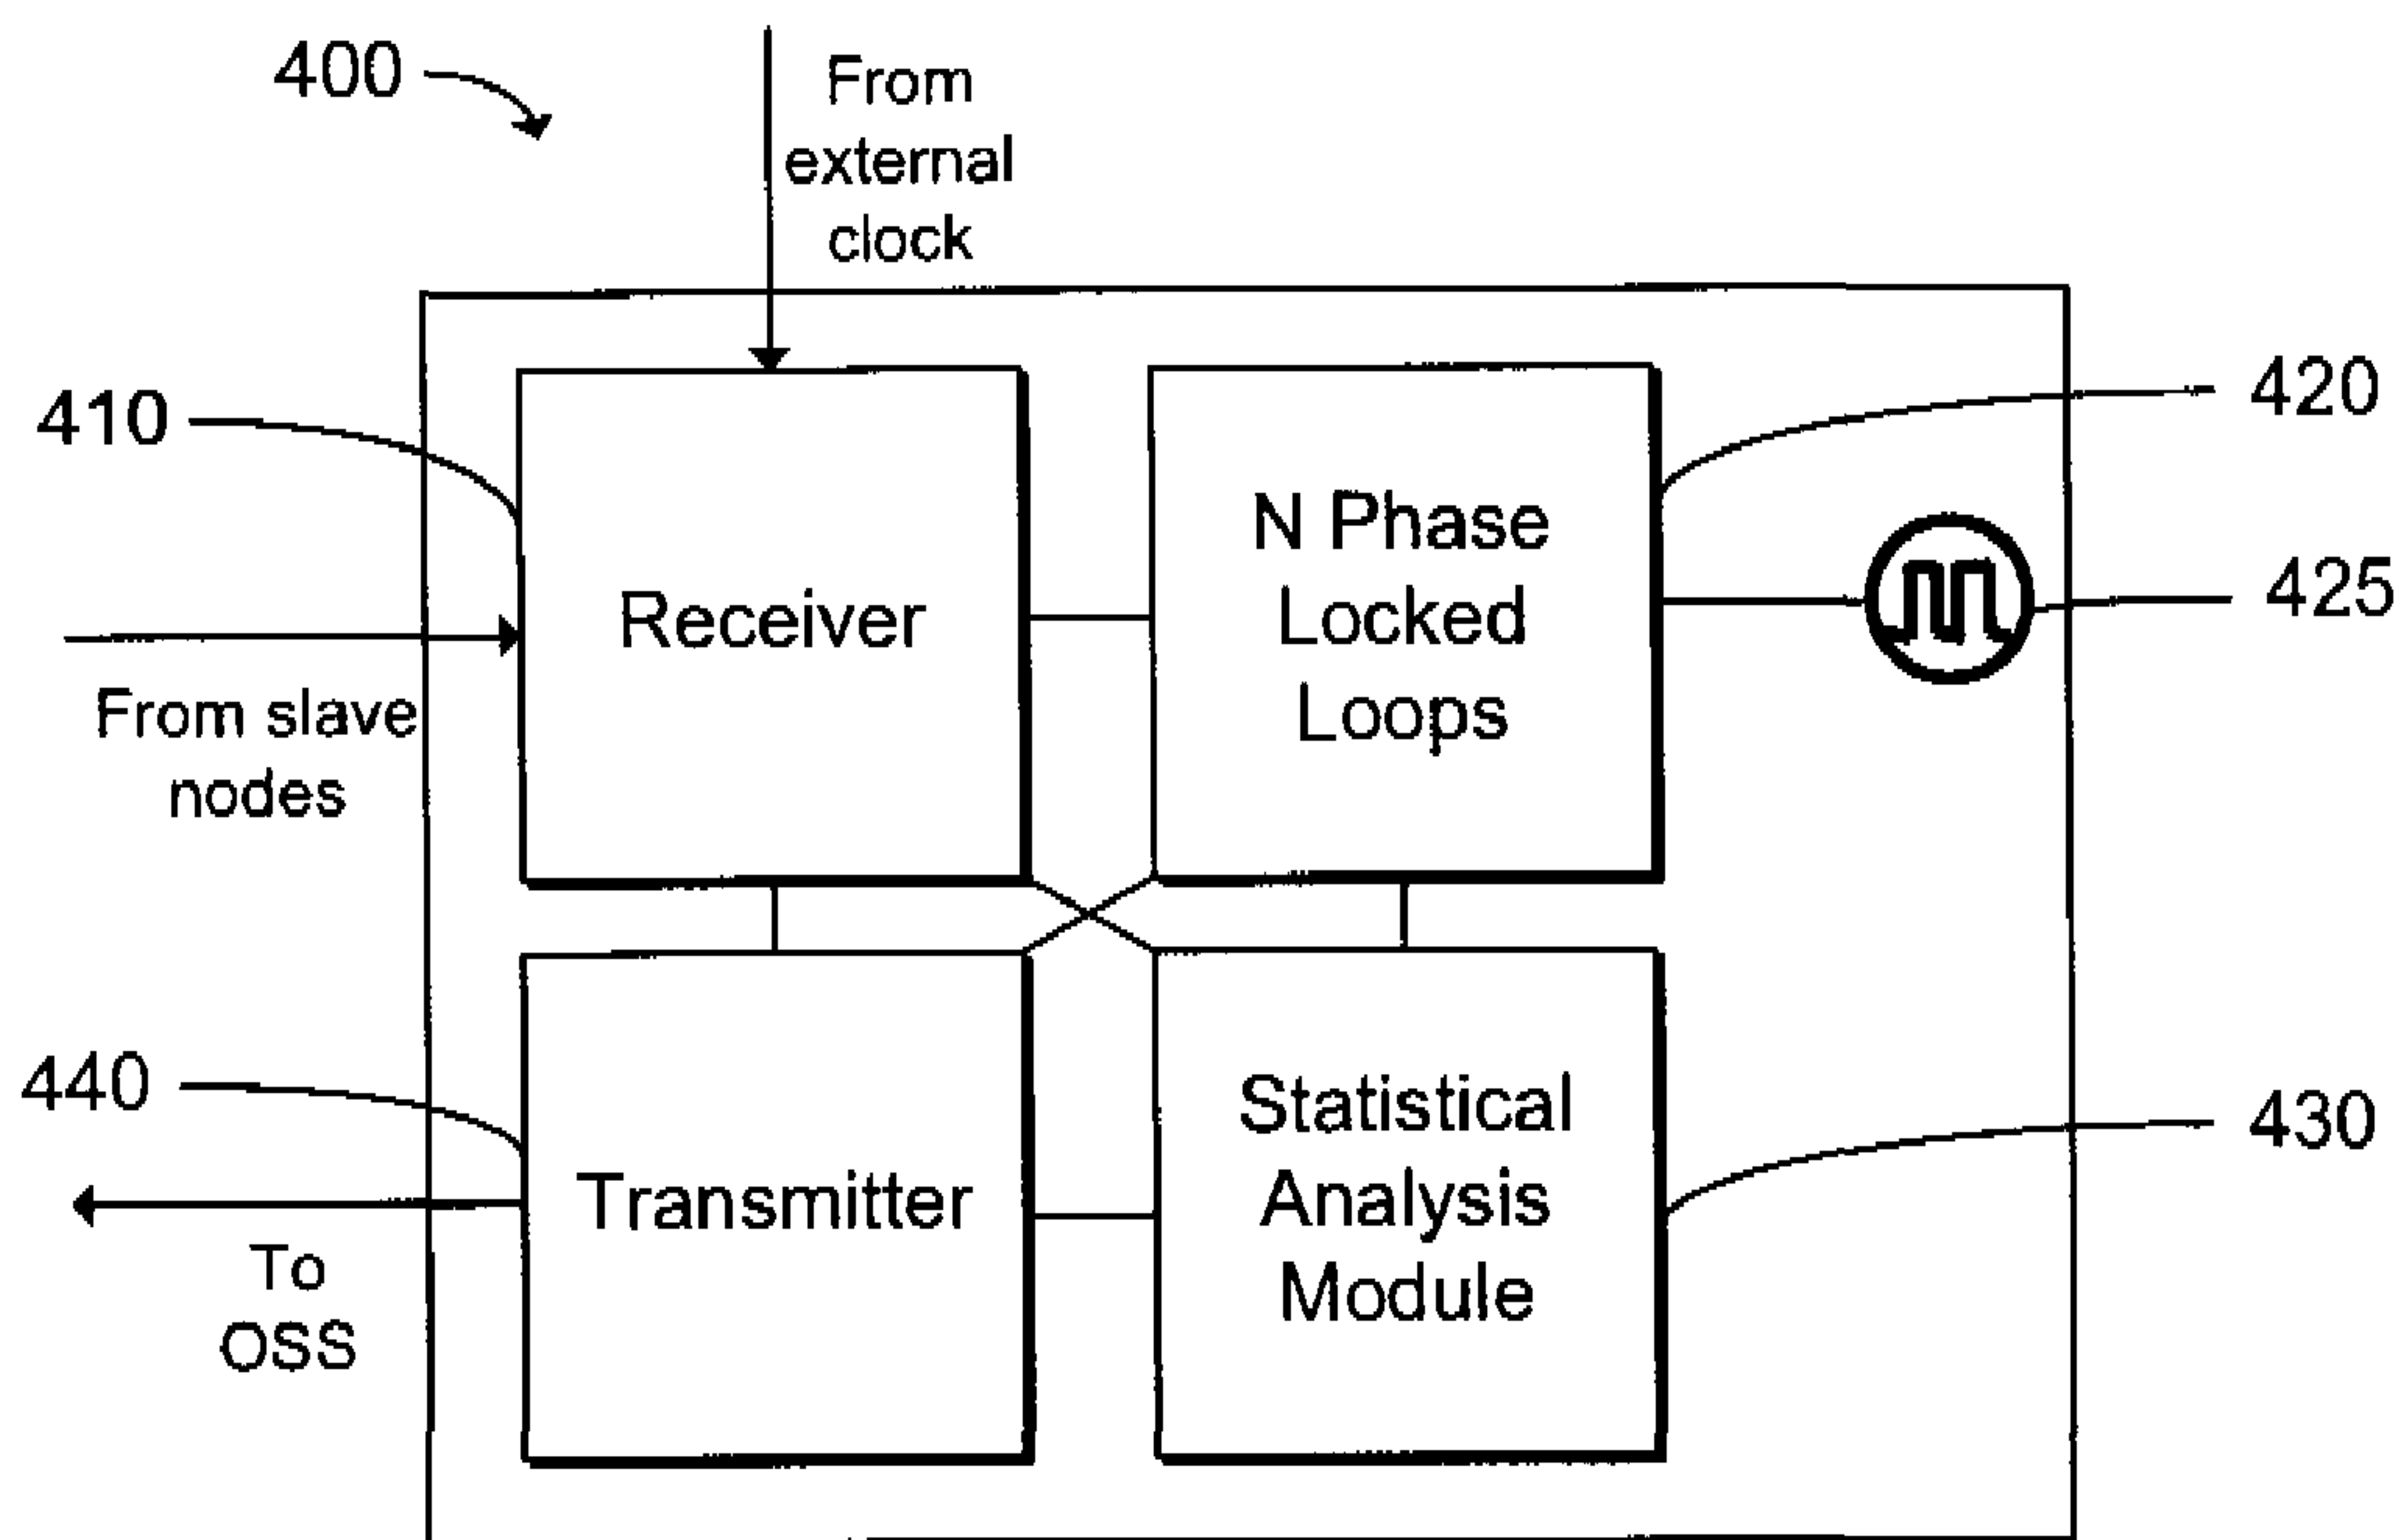 400
From
external
clock
410
420
Receiver
N Phase
Locked
Loops
425
From slave
nodes
440
430
Transmitter
Statistical
Analysis
Module
To
OSS